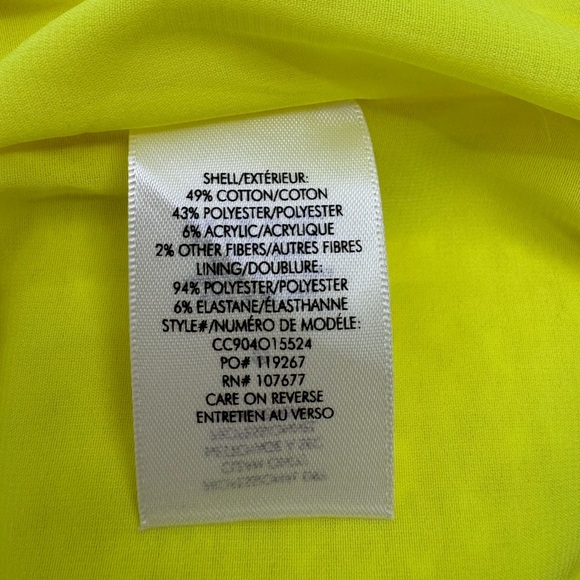 SHELL/EXTÉRIEUR:
49% COTTON/COTON
43% POLYESTER/POLYESTER
6% ACRYLIC/ACRYLIQUE
2% OTHER FIBERS/AUTRES FIBRES
LINING/DOUBLURE:
94% POLYESTER/POLYESTER
6% ELASTANE/ÉLASTHANNE
STYLE#/NUMÉRO DE MODÉLE:
CC904O15524
PO# 119267
RN# 107677
CARE ON REVERSE
ENTRETIEN AU VERSO